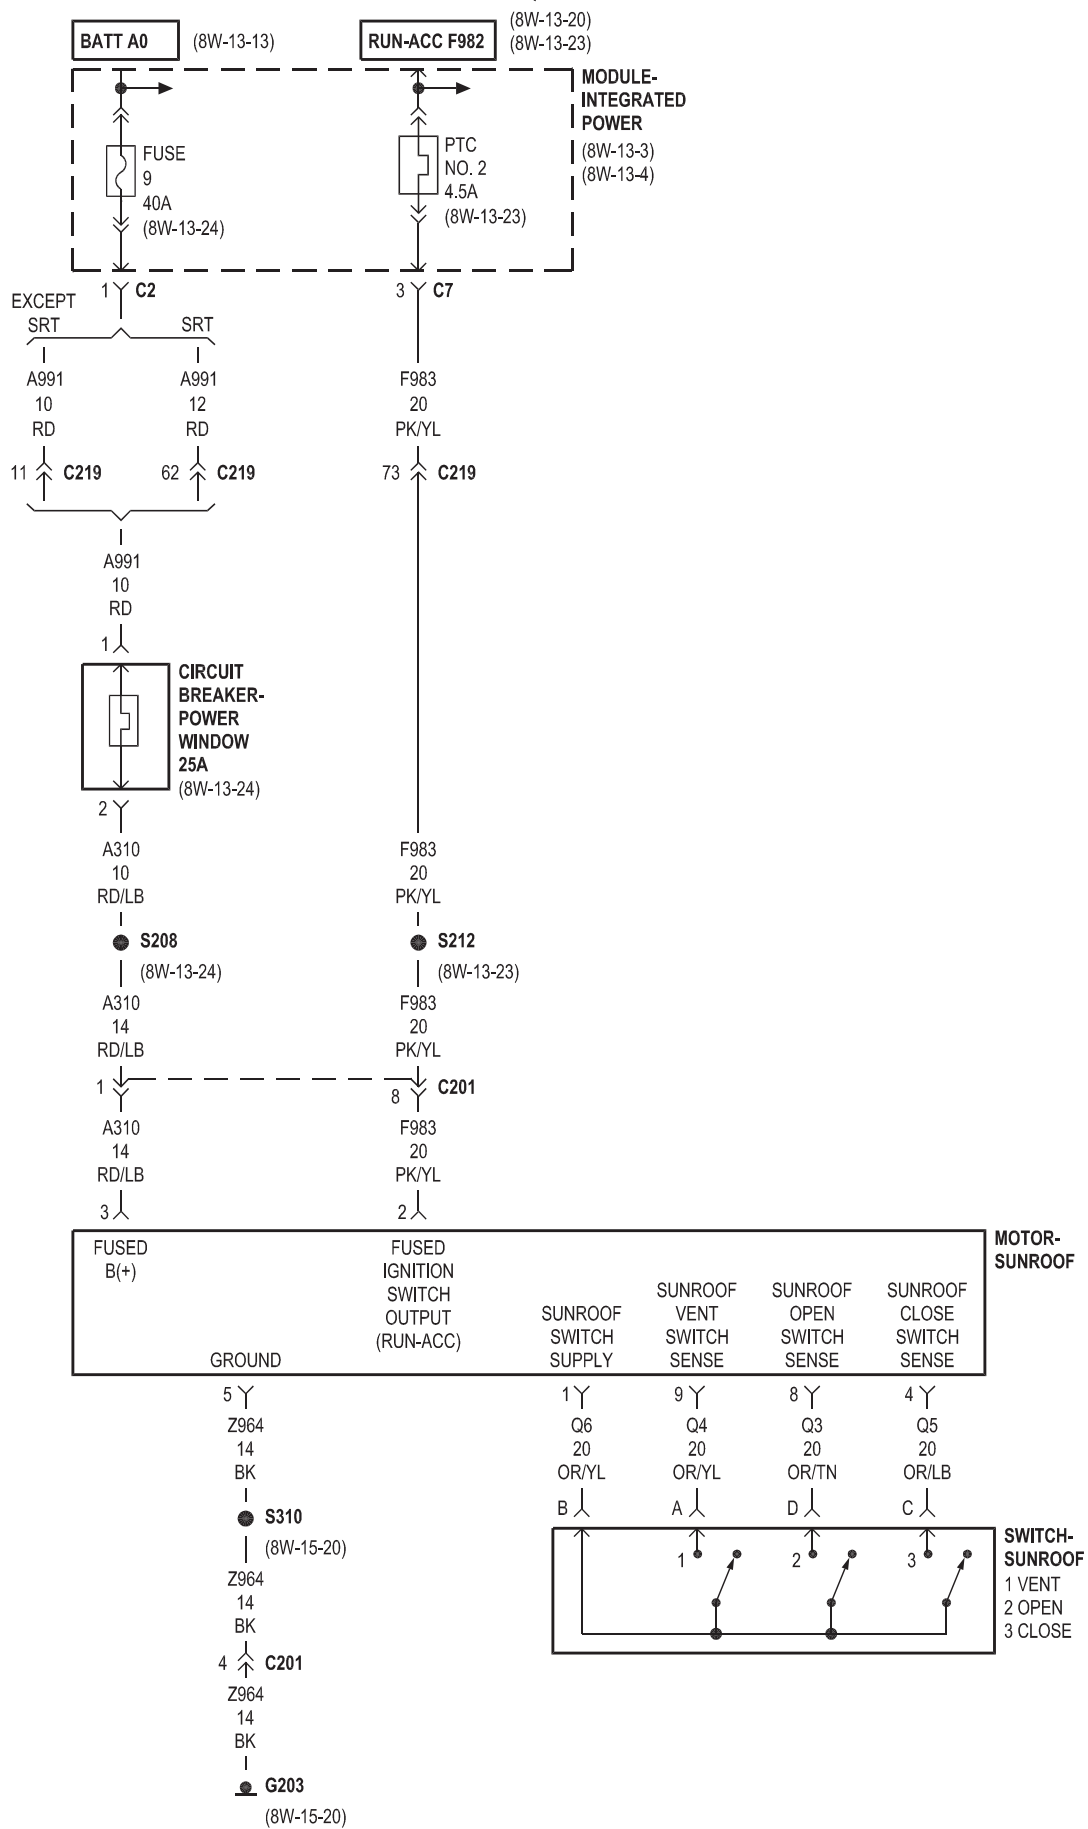 (8W-13-20)
BATT A0
(8W-13-13)
RUN-ACC F982
(8W-13-23)
MODULE-
INTEGRATED
POWER
(8W-13-3)
(8W-13-4)
FUSE
9
40A
(8W-13-24)
PTC
NO. 2
4.5A
(8W-13-23)
1
C2
3
C7
EXCEPT
SRT
SRT
A991
10
RD
A991
12
RD
F983
20
PK/YL
11
C219
62
C219
73
C219
A991
10
RD
1
CIRCUIT
BREAKER-
POWER
WINDOW
25A
(8W-13-24)
2
A310
10
RD/LB
F983
20
PK/YL
S208
(8W-13-24)
S212
(8W-13-23)
A310
14
RD/LB
F983
20
PK/YL
1
8
C201
A310
14
RD/LB
F983
20
PK/YL
3
2
MOTOR-
SUNROOF
FUSED
B(+)
FUSED
IGNITION
SWITCH
OUTPUT
(RUN-ACC)
GROUND
SUNROOF
SWITCH
SUPPLY
SUNROOF
VENT
SWITCH
SENSE
SUNROOF
OPEN
SWITCH
SENSE
SUNROOF
CLOSE
SWITCH
SENSE
5
1
9
8
4
Z964
14
BK
Q6
20
OR/YL
Q4
20
OR/YL
Q3
20
OR/TN
Q5
20
OR/LB
B
A
D
C
S310
(8W-15-20)
1
2
3
SWITCH-
SUNROOF
1 VENT
2 OPEN
3 CLOSE
Z964
14
BK
4
C201
Z964
14
BK
G203
(8W-15-20)